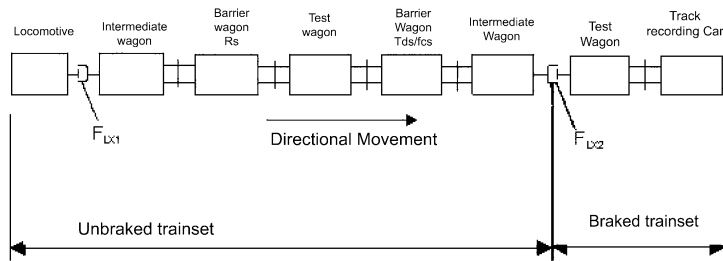 Locomotive
Intermediate
wagon
Barrier
wagon
Rs
Test
wagon
Barrier
Wagon
Tds/fcs
Intermediate
Wagon
Test
Wagon
Track
recording Car
FLX1
Directional Movement
FLX2
Unbraked trainset
Braked trainset